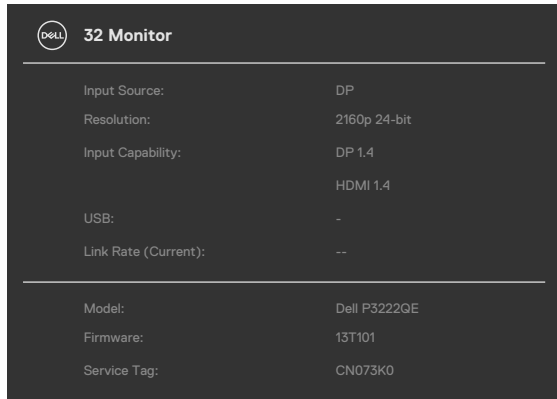 DELL 32 Monitor
Input Source: DP
Resolution: 2160p 24-bit
Input Capability: DP 1.4
HDMI 1.4
USB: -
Link Rate (Current): --
Model: Dell P3222QE
Firmware: 13T101
Service Tag: CN073K0